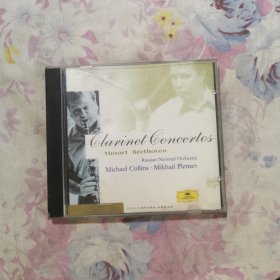 Clarinet Concertos
Mozart · Beethoven
Russian National Orchestra
Michael Collins · Mikhail Pletnev